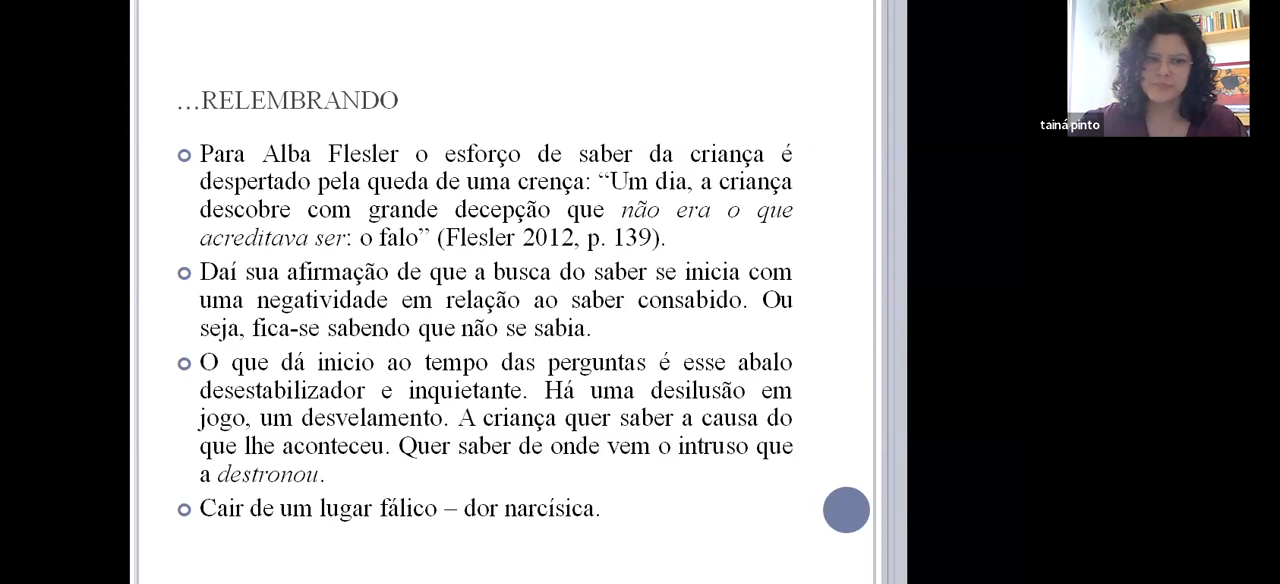 ...RELEMBRANDO
Para Alba Flesler o esforço de saber da criança é
despertado pela queda de uma crença: “Um dia, a criança
descobre com grande decepção que não era o que
acreditava ser: o falo” (Flesler 2012, p. 139).
Daí sua afirmação de que a busca do saber se inicia com
uma negatividade em relação ao saber consabido. Ou
seja, fica-se sabendo que não se sabia.
O que dá inicio ao tempo das perguntas é esse abalo
desestabilizador e inquietante. Há uma desilusão em
jogo, um desvelamento. A criança quer saber a causa do
que lhe aconteceu. Quer saber de onde vem o intruso que
a destronou.
Cair de um lugar fálico – dor narcísica.
tainá pinto